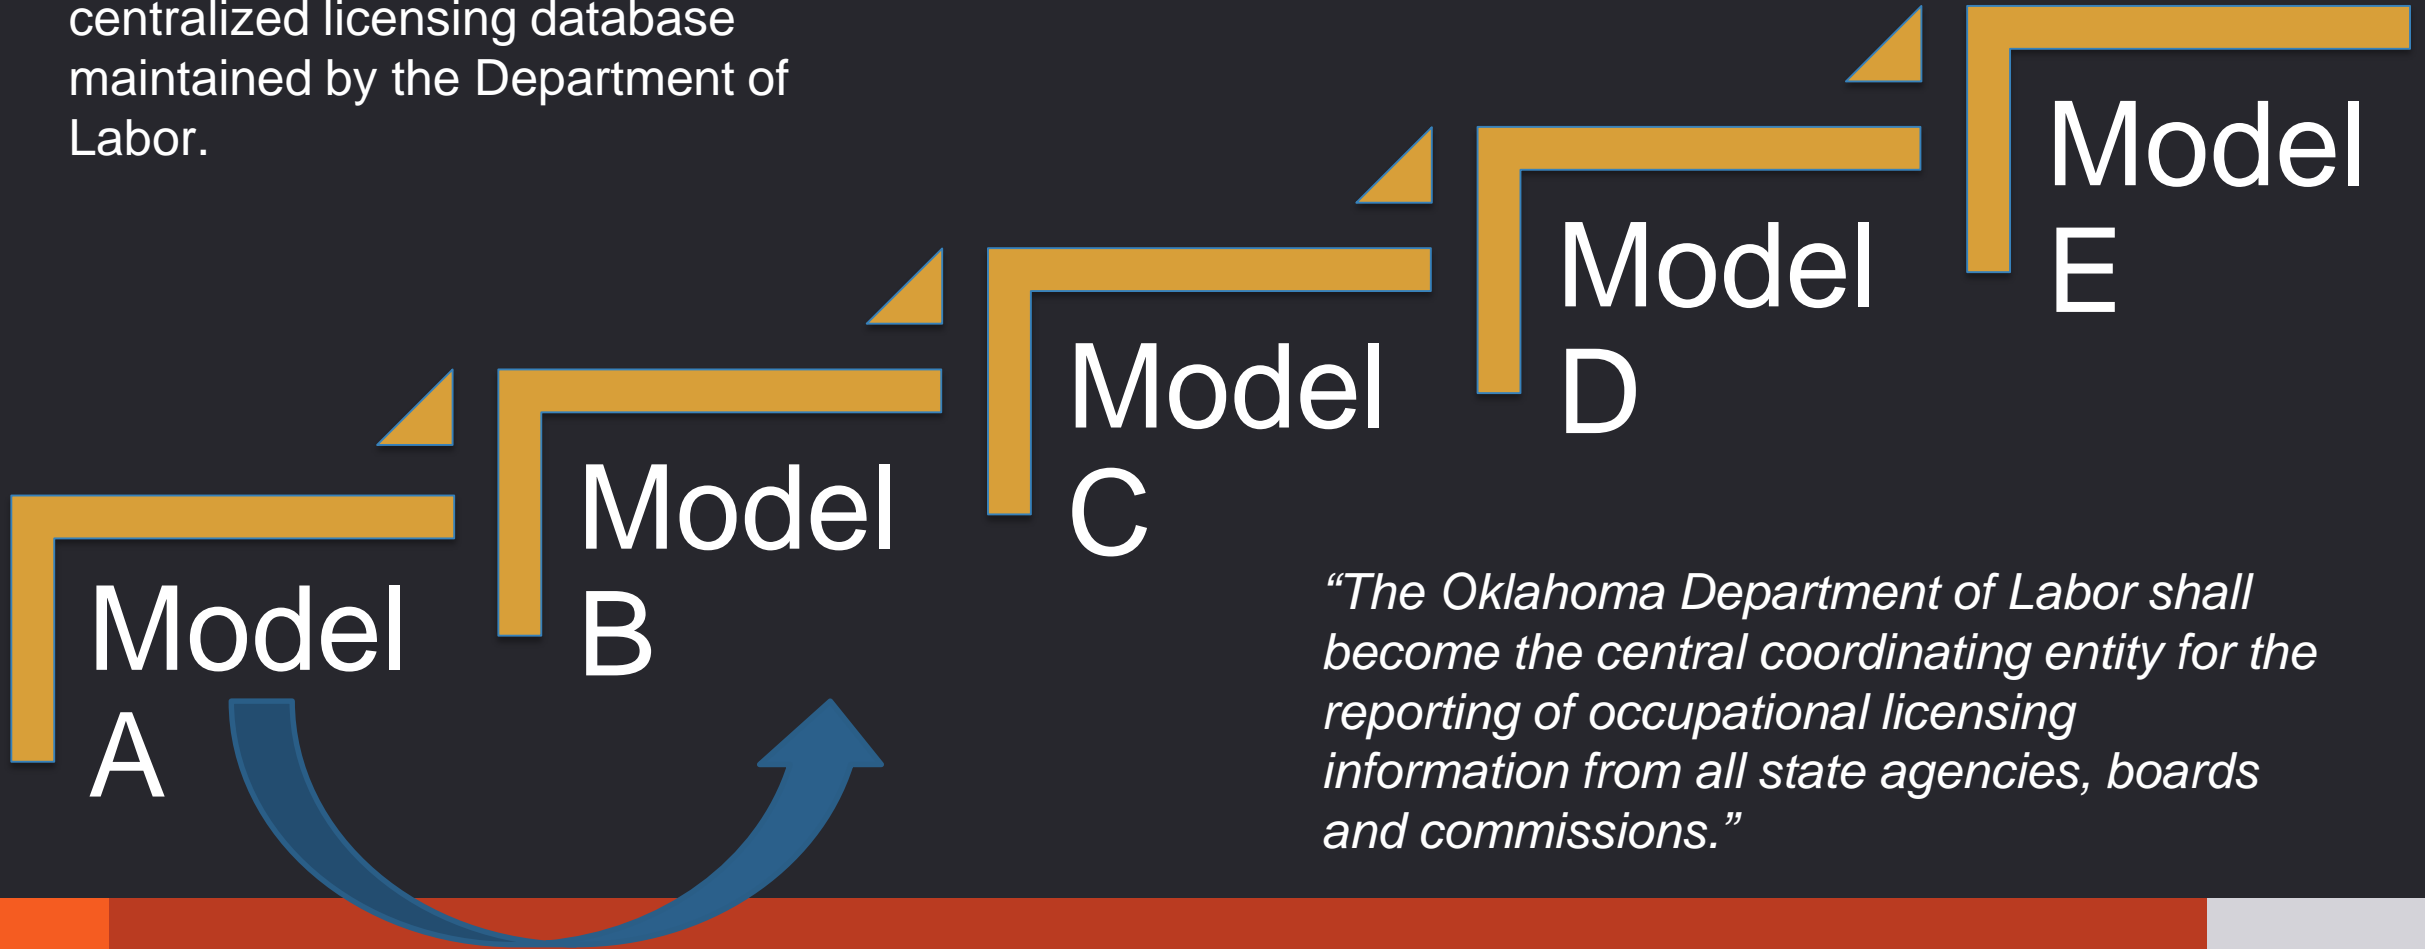 centralized licensing database
maintained by the Department of
Labor.
Model
A
Model
B
Model
C
Model
D
Model
E
“The Oklahoma Department of Labor shall
become the central coordinating entity for the
reporting of occupational licensing
information from all state agencies, boards
and commissions.”